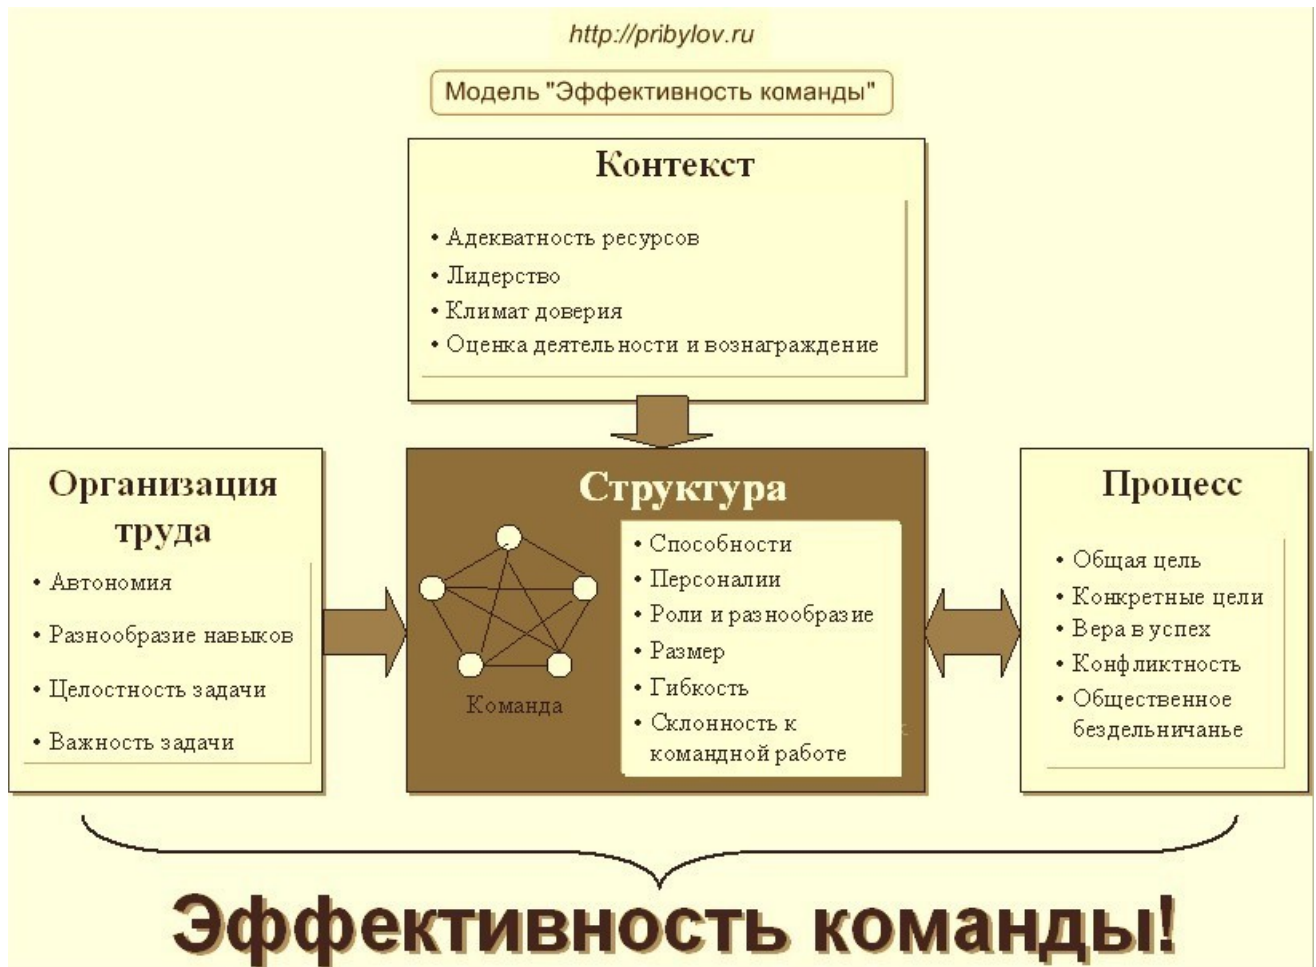 http://pribylov.ru
Модель "Эффективность команды"
Контекст
• Адекватность ресурсов
• Лидерство
• Климат доверия
• Оценка деятельности и вознаграждение
Организация
труда
• Автономия
• Разнообразие навыков
• Целостность задачи
• Важность задачи
Структура
Команда
• Способности
• Персоналии
• Роли и разнообразие
• Размер
• Гибкость
• Склонность к
командной работе
Процесс
• Общая цель
• Конкретные цели
• Вера в успех
• Конфликтность
• Общественное
бездельничанье
Эффективность команды!